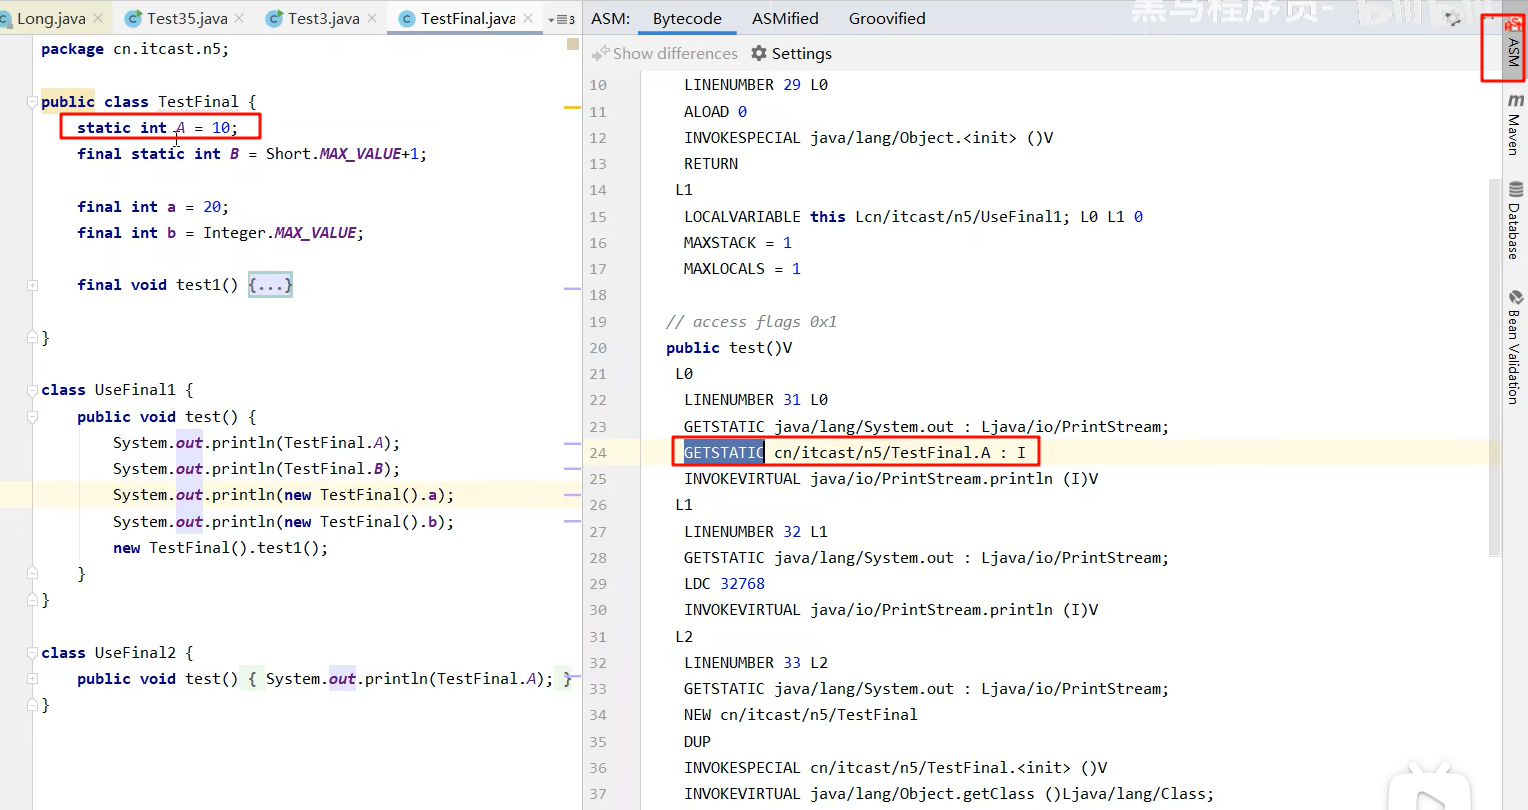 Long.java
Test35.java
Test3.java
TestFinal.java
3
package cn.itcast.n5;
public class TestFinal {
static int A = 10;
final static int B = Short.MAX_VALUE+1;
final int a = 20;
final int b = Integer.MAX_VALUE;
final void test1() {...}
}
class UseFinal1 {
public void test() {
System.out.println(TestFinal.A);
System.out.println(TestFinal.B);
System.out.println(new TestFinal().a);
System.out.println(new TestFinal().b);
new TestFinal().test1();
}
}
class UseFinal2 {
public void test() { System.out.println(TestFinal.A); }
}
ASM: Bytecode ASMified Groovified
黑马程序员-
Show differences Settings
10 LINENUMBER 29 L0
11 ALOAD 0
12 INVOKESPECIAL java/lang/Object.<init> ()V
13 RETURN
14 L1
15 LOCALVARIABLE this Lcn/itcast/n5/UseFinal1; L0 L1 0
16 MAXSTACK = 1
17 MAXLOCALS = 1
18
19 // access flags 0x1
20 public test()V
21 L0
22 LINENUMBER 31 L0
23 GETSTATIC java/lang/System.out : Ljava/io/PrintStream;
24 GETSTATIC cn/itcast/n5/TestFinal.A : I
25 INVOKEVIRTUAL java/io/PrintStream.println (I)V
26 L1
27 LINENUMBER 32 L1
28 GETSTATIC java/lang/System.out : Ljava/io/PrintStream;
29 LDC 32768
30 INVOKEVIRTUAL java/io/PrintStream.println (I)V
31 L2
32 LINENUMBER 33 L2
33 GETSTATIC java/lang/System.out : Ljava/io/PrintStream;
34 NEW cn/itcast/n5/TestFinal
35 DUP
36 INVOKESPECIAL cn/itcast/n5/TestFinal.<init> ()V
37 INVOKEVIRTUAL java/lang/Object.getClass ()Ljava/lang/Class;
ASM
Maven
Database
Bean Validation